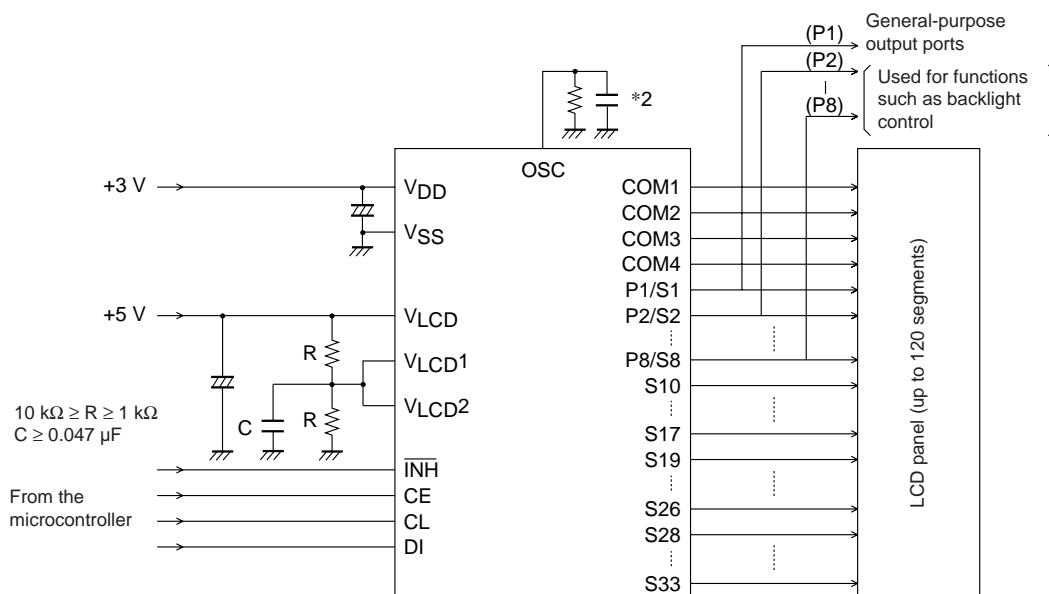 General-purpose
output ports
(P1)
(P2)
(P8)
Used for functions
such as backlight
control
*2
OSC
+3 V
VDD
VSS
+5 V
VLCD
VLCD1
VLCD2
R
R
C
10 kΩ ≥ R ≥ 1 kΩ
C ≥ 0.047 µF
From the
microcontroller
INH
CE
CL
DI
COM1
COM2
COM3
COM4
P1/S1
P2/S2
P8/S8
S10
S17
S19
S26
S28
S33
LCD panel (up to 120 segments)